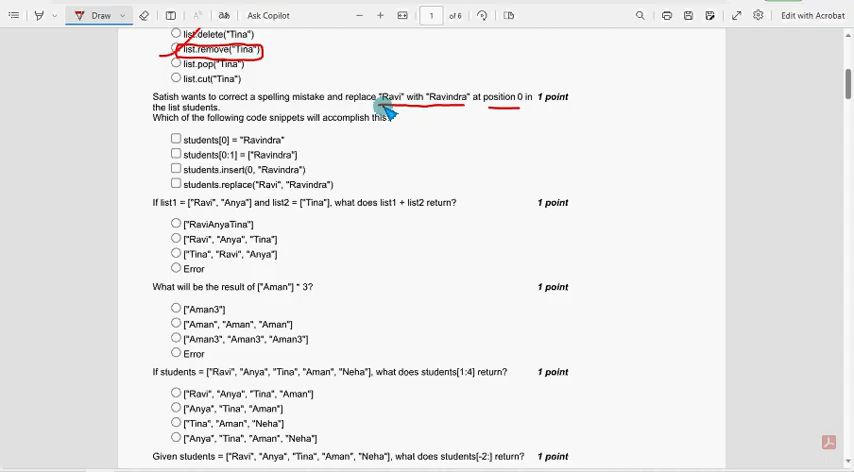 Draw
aあ
Ask Copilot
1 of 6
Edit with Acrobat
list.delete("Tina")
list.remove("Tina")
list.pop("Tina")
list.cut("Tina")
Satish wants to correct a spelling mistake and replace "Ravi" with "Ravindra" at position 0 in 1 point
the list students.
Which of the following code snippets will accomplish this?
students[0] = "Ravindra"
students[0:1] = ["Ravindra"]
students.insert(0, "Ravindra")
students.replace("Ravi", "Ravindra")
If list1 = ["Ravi", "Anya"] and list2 = ["Tina"], what does list1 + list2 return? 1 point
["RaviAnyaTina"]
["Ravi", "Anya", "Tina"]
["Tina", "Ravi", "Anya"]
Error
What will be the result of ["Aman"] * 3? 1 point
["Aman3"]
["Aman", "Aman", "Aman"]
["Aman3", "Aman3", "Aman3"]
Error
If students = ["Ravi", "Anya", "Tina", "Aman", "Neha"], what does students[1:4] return? 1 point
["Ravi", "Anya", "Tina", "Aman"]
["Anya", "Tina", "Aman"]
["Tina", "Aman", "Neha"]
["Anya", "Tina", "Aman", "Neha"]
Given students = ["Ravi", "Anya", "Tina", "Aman", "Neha"], what does students[-2:] return? 1 point